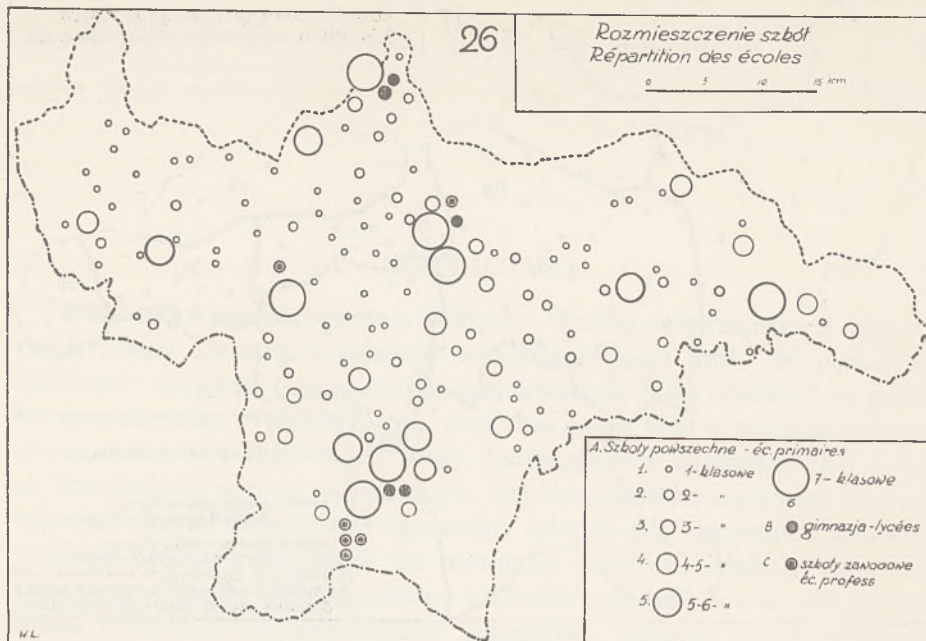 26
Rozmieszczenie szkół
Répartition des écoles
0 5 10 15 km
A. Szkoły powszechne - éc. primaires
1. 1-klasowe
2. 2- "
3. 3- "
4. 4-5- "
5. 5-6- "
7-klasowe
6
B gimnazja-lycées
C szkoły zawodowe
éc. profess
W.L.